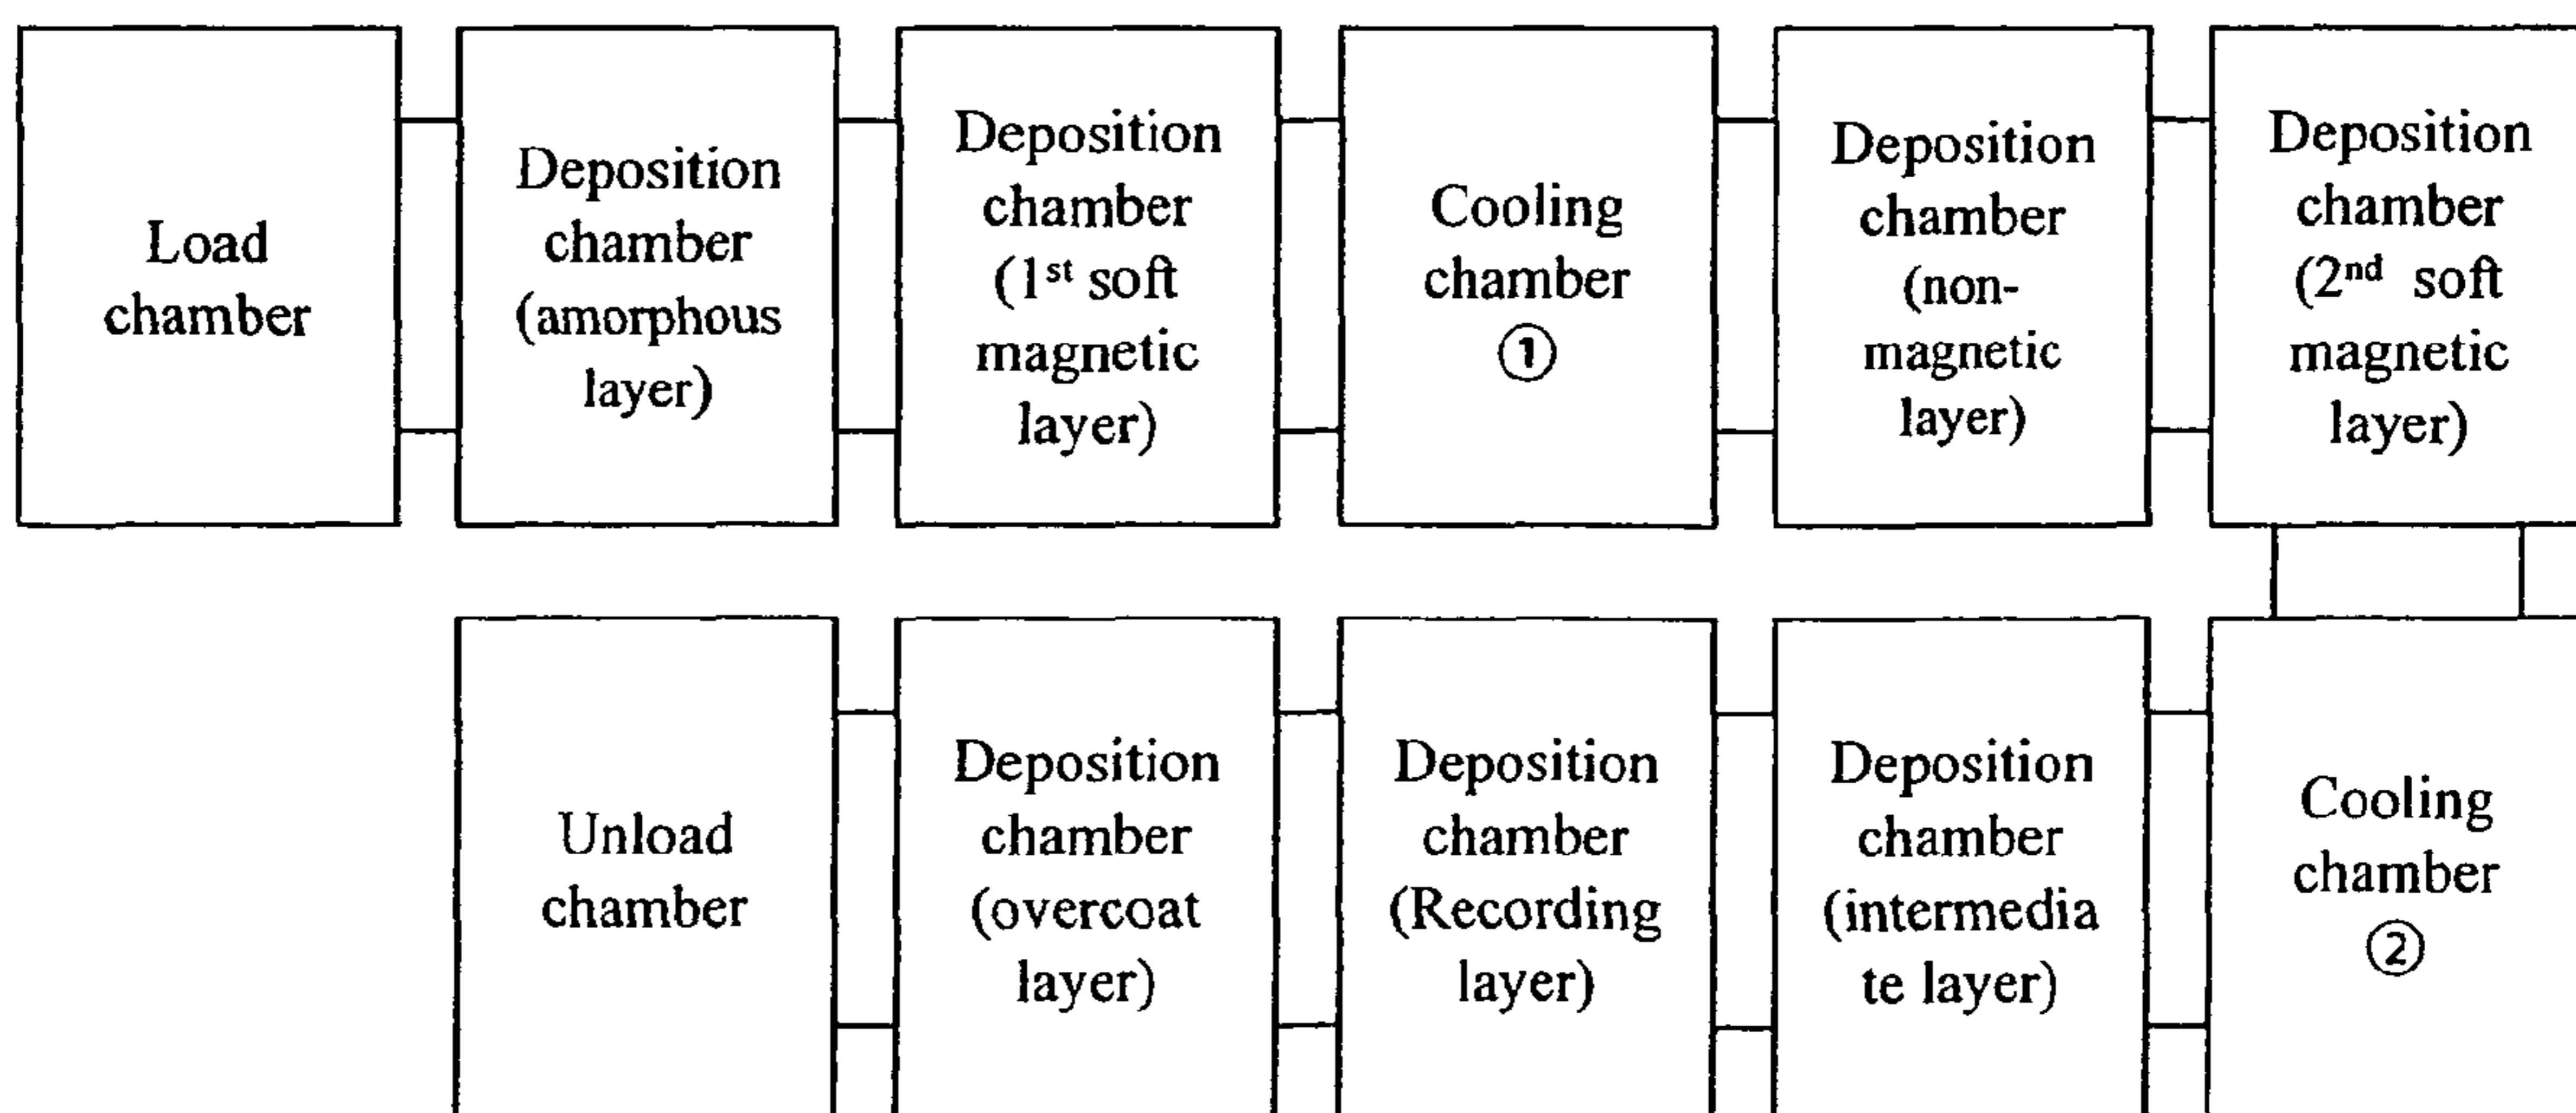 Load
chamber
Deposition
chamber
(amorphous
layer)
Deposition
chamber
(1st soft
magnetic
layer)
Cooling
chamber
①
Deposition
chamber
(non-
magnetic
layer)
Deposition
chamber
(2nd soft
magnetic
layer)
Unload
chamber
Deposition
chamber
(overcoat
layer)
Deposition
chamber
(Recording
layer)
Deposition
chamber
(intermedia
te layer)
Cooling
chamber
②